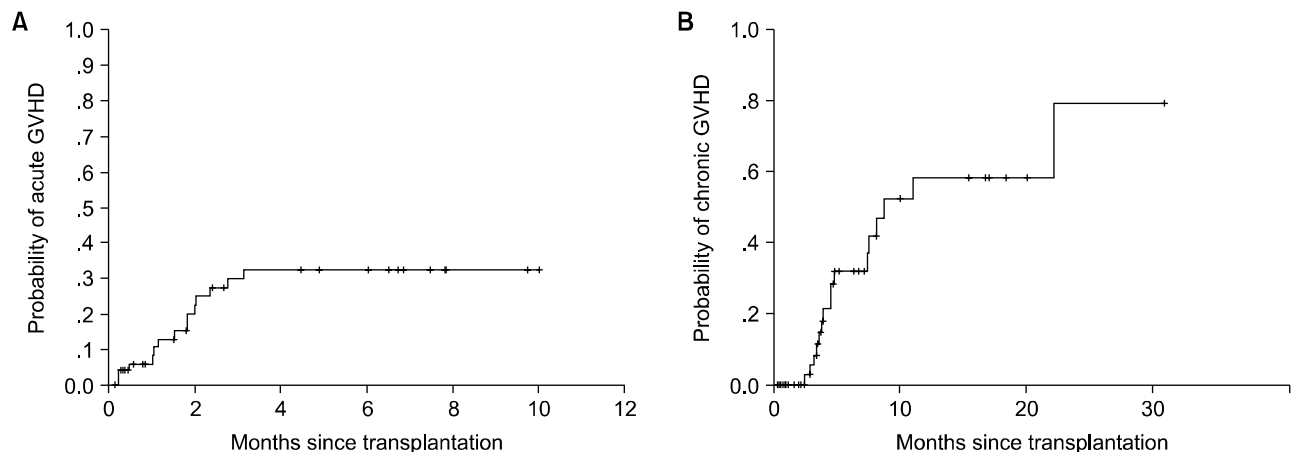 A
Probability of acute GVHD
1.0
.9
.8
.7
.6
.5
.4
.3
.2
.1
0.0
0 2 4 6 8 10 12
Months since transplantation
B
Probability of chronic GVHD
1.0
.8
.6
.4
.2
0.0
0 10 20 30
Months since transplantation